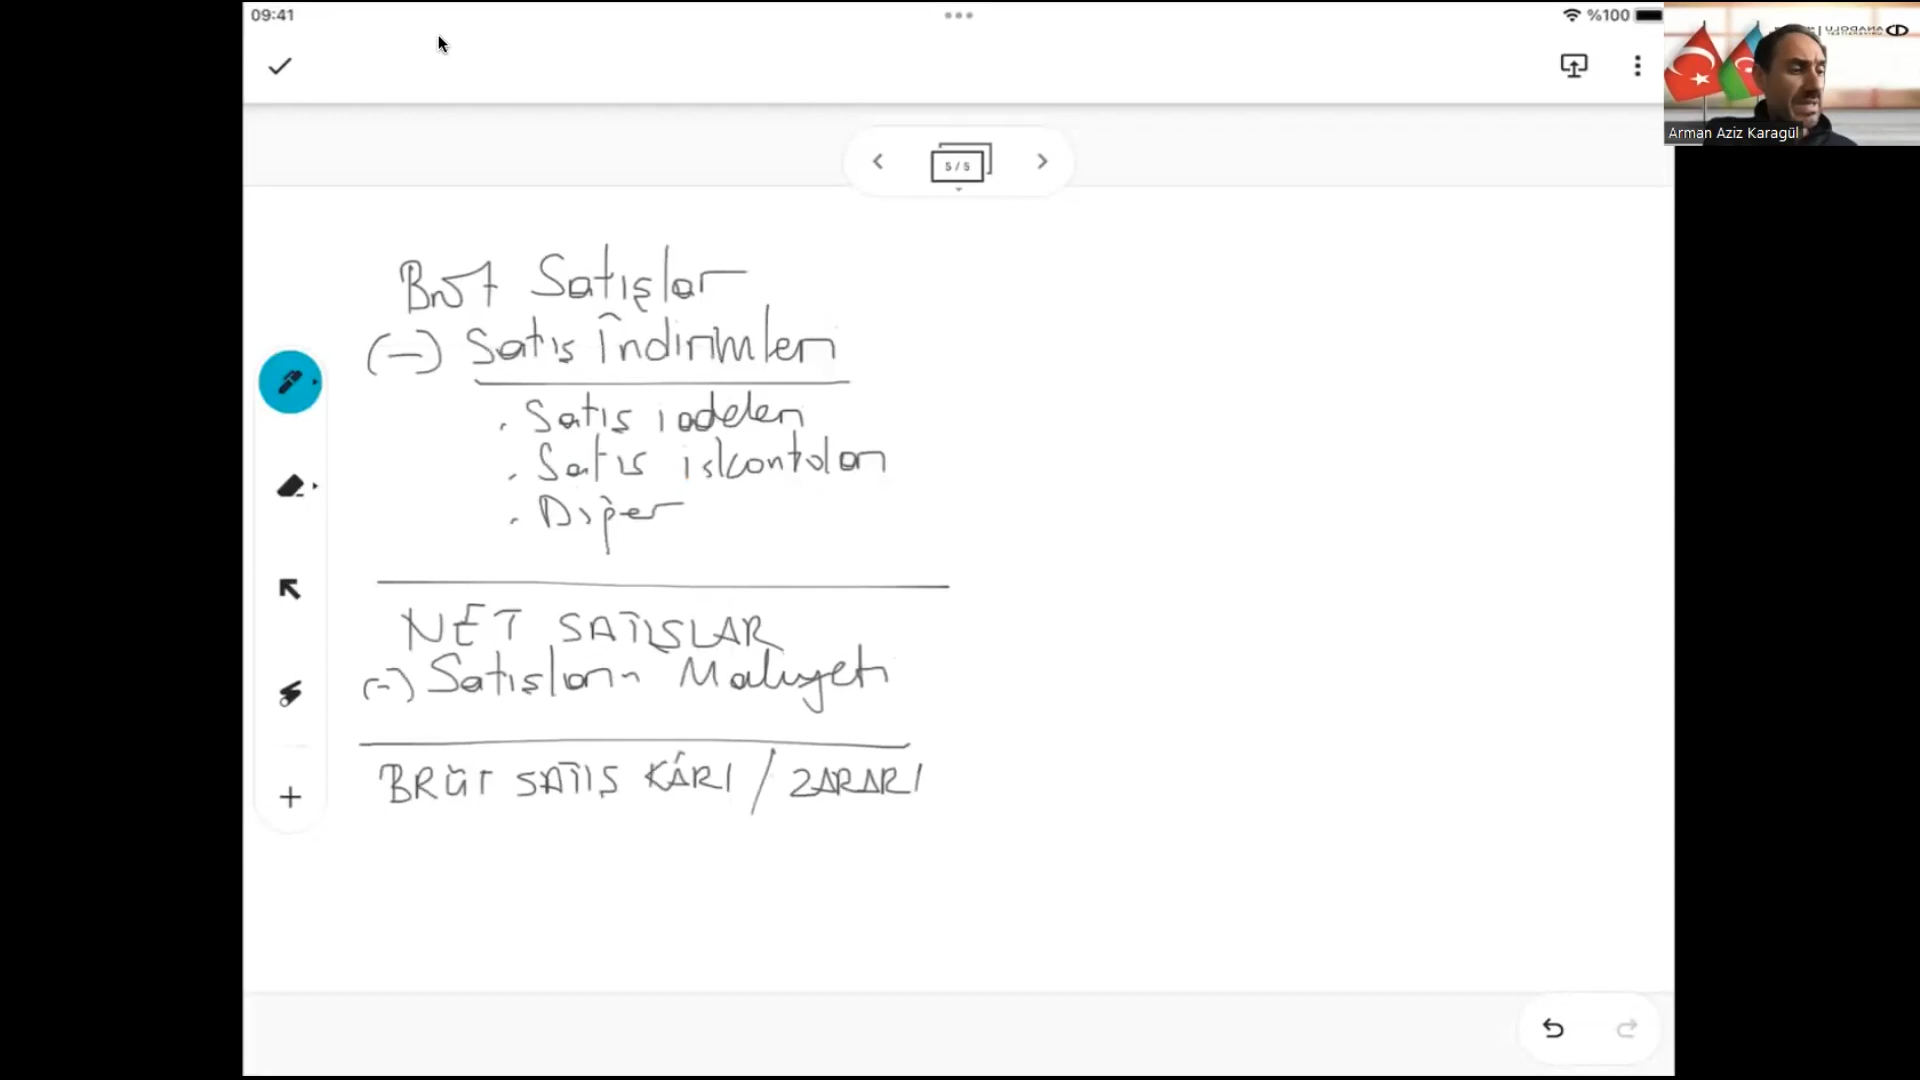 09:41
%100
5 / 5
Arman Aziz Karagül
Brüt Satışlar
(-) Satış İndirimleri
. Satış iadeleri
. Satış iskontoları
. Diğer
NET SATIŞLAR
(-) Satışların Maliyeti
BRÜT SATIŞ KÂRI / ZARARI